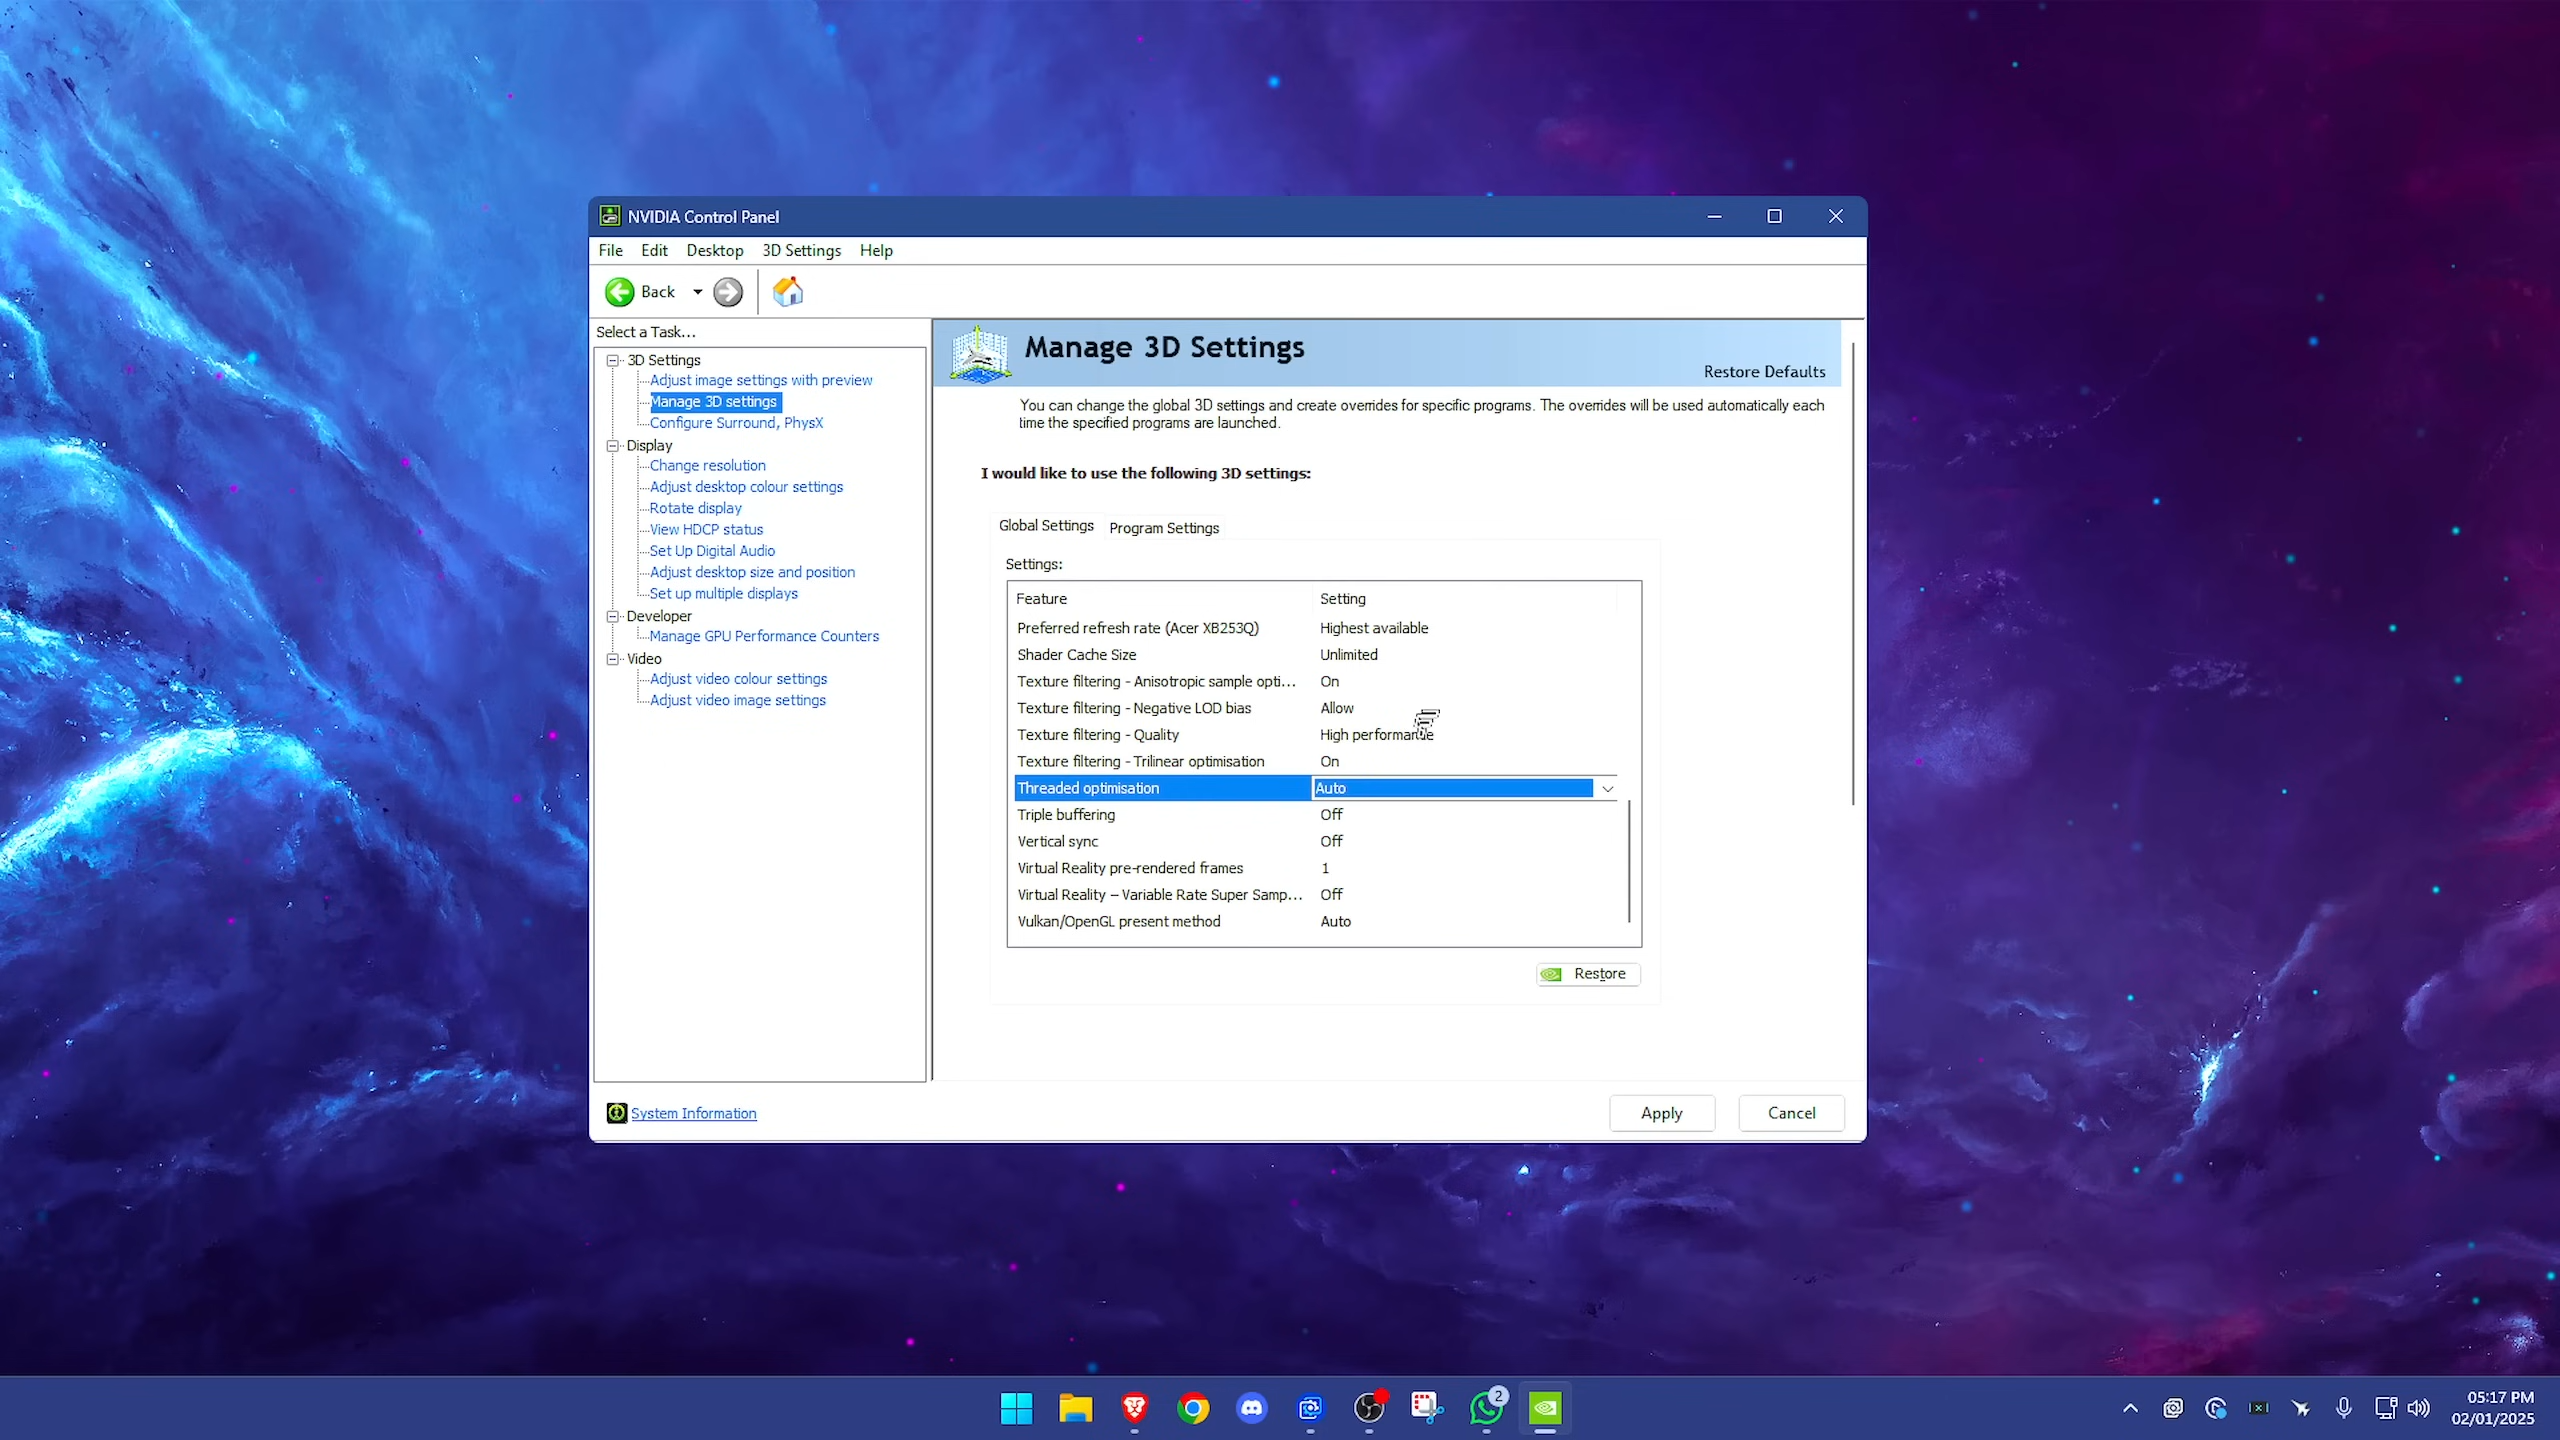 NVIDIA Control Panel
File Edit Desktop 3D Settings Help
Back
Select a Task...
3D Settings
Adjust image settings with preview
Manage 3D settings
Configure Surround, PhysX
Display
Change resolution
Adjust desktop colour settings
Rotate display
View HDCP status
Set Up Digital Audio
Adjust desktop size and position
Set up multiple displays
Developer
Manage GPU Performance Counters
Video
Adjust video colour settings
Adjust video image settings
System Information
Manage 3D Settings
Restore Defaults
You can change the global 3D settings and create overrides for specific programs. The overrides will be used automatically each
time the specified programs are launched.
I would like to use the following 3D settings:
Global Settings Program Settings
Settings:
Feature Setting
Preferred refresh rate (Acer XB253Q) Highest available
Shader Cache Size Unlimited
Texture filtering - Anisotropic sample opti... On
Texture filtering - Negative LOD bias Allow
Texture filtering - Quality High performance
Texture filtering - Trilinear optimisation On
Threaded optimisation Auto
Triple buffering Off
Vertical sync Off
Virtual Reality pre-rendered frames 1
Virtual Reality – Variable Rate Super Samp... Off
Vulkan/OpenGL present method Auto
Restore
Apply Cancel
2
05:17 PM
02/01/2025